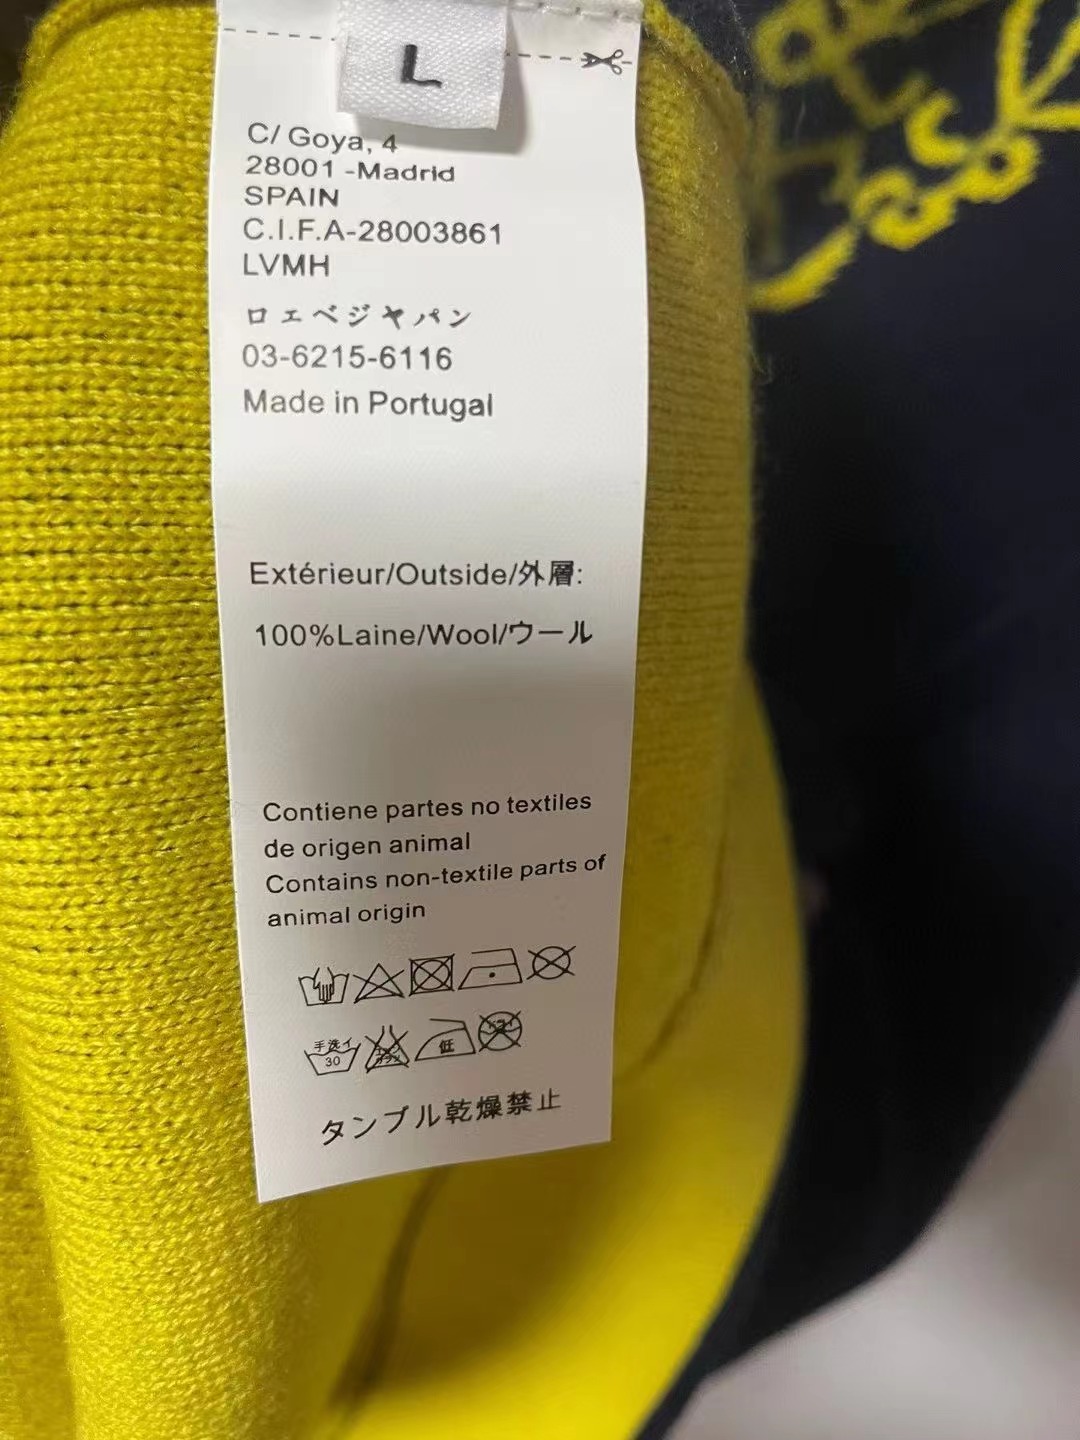 L
C/ Goya, 4
28001 -Madrid
SPAIN
C.I.F.A-28003861
LVMH
ロエベジヤパン
03-6215-6116
Made in Portugal
Extérieur/Outside/外層:
100%Laine/Wool/ウール
Contiene partes no textiles
de origen animal
Contains non-textile parts of
animal origin
手洗イ
30
低
タンブル乾燥禁止